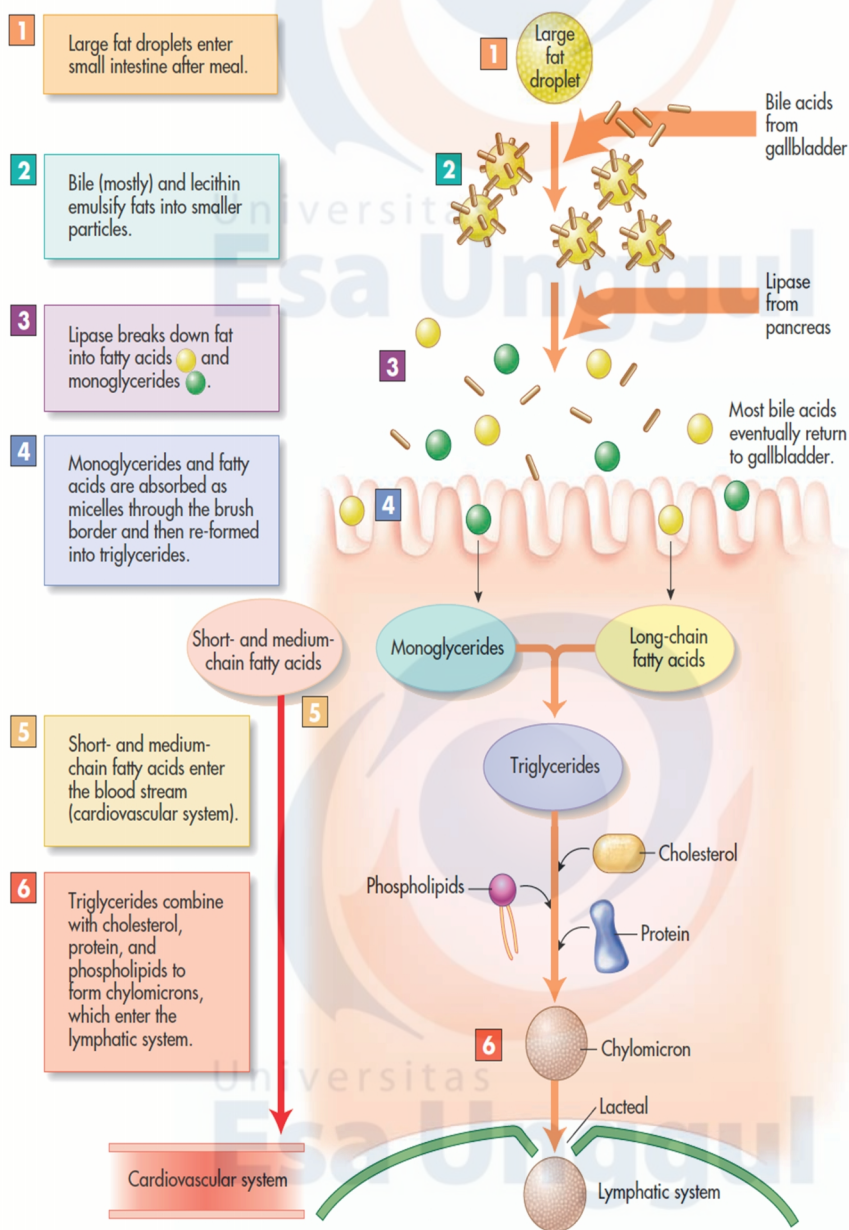 1
Large fat droplets enter
small intestine after meal.
1
Large
fat
droplet
Bile acids
from
gallbladder
2
Bile (mostly) and lecithin
emulsify fats into smaller
particles.
2
Universitas
Esa Unggul
Lipase
from
pancreas
3
Lipase breaks down fat
into fatty acids and
monoglycerides .
3
Most bile acids
eventually return
to gallbladder.
4
Monoglycerides and fatty
acids are absorbed as
micelles through the brush
border and then re-formed
into triglycerides.
4
Short- and medium-
chain fatty acids
Monoglycerides
Long-chain
fatty acids
5
5
Short- and medium-
chain fatty acids enter
the blood stream
(cardiovascular system).
Triglycerides
Cholesterol
Phospholipids
Protein
6
Triglycerides combine
with cholesterol,
protein, and
phospholipids to
form chylomicrons,
which enter the
lymphatic system.
6
Chylomicron
Universitas
Esa Unggul
Lacteal
Cardiovascular system
Lymphatic system